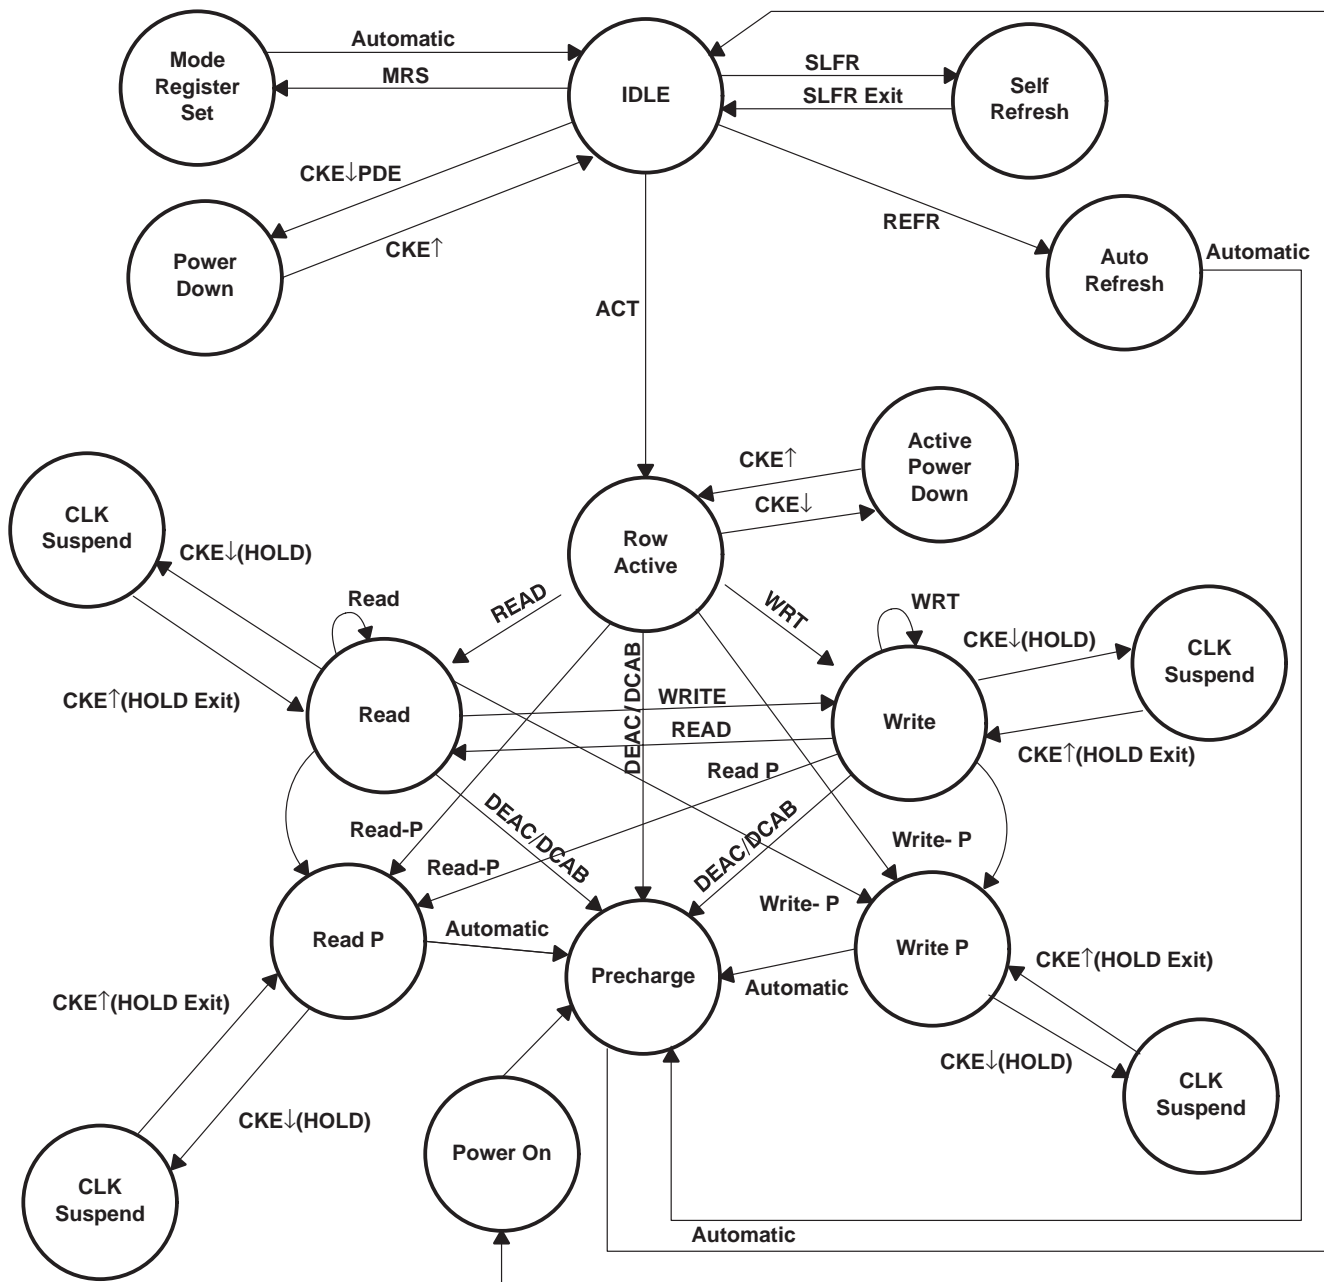 Automatic
MRS
Mode
Register
Set
IDLE
SLFR
SLFR Exit
Self
Refresh
CKE↓PDE
CKE↑
Power
Down
REFR
Auto
Refresh
Automatic
ACT
Active
Power
Down
CKE↑
CKE↓
CLK
Suspend
CKE↓(HOLD)
Row
Active
Read
READ
WRT
WRT
CKE↓(HOLD)
CLK
Suspend
CKE↑(HOLD Exit)
Read
WRITE
READ
DEAC/DCAB
Write
CKE↑(HOLD Exit)
Read P
Read-P
DEAC/DCAB
Read-P
DEAC/DCAB
Write- P
Write- P
Read P
Automatic
Precharge
Automatic
Write P
CKE↑(HOLD Exit)
CKE↑(HOLD Exit)
CKE↓(HOLD)
CLK
Suspend
CKE↓(HOLD)
Power On
CLK
Suspend
Automatic